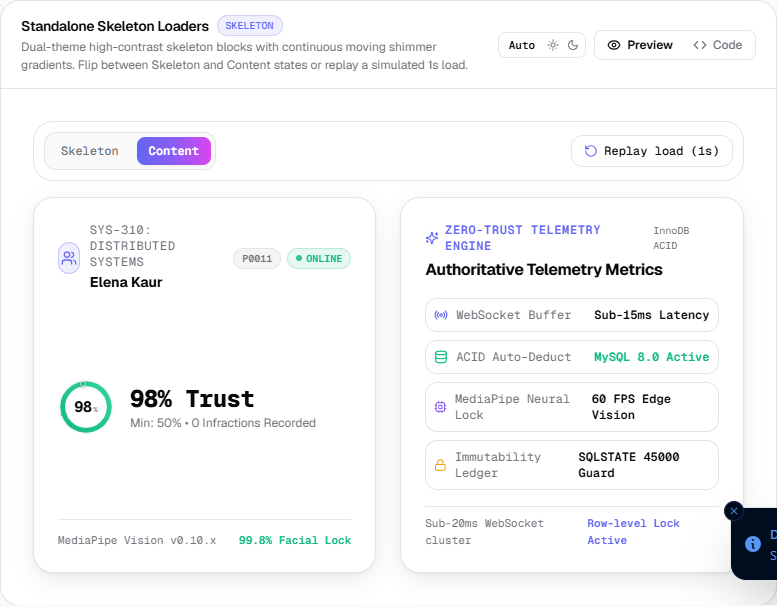 Standalone Skeleton Loaders SKELETON
Dual-theme high-contrast skeleton blocks with continuous moving shimmer
gradients. Flip between Skeleton and Content states or replay a simulated 1s load.
Auto
Preview
Code
Skeleton
Content
Replay load (1s)
SYS-310:
DISTRIBUTED
SYSTEMS
Elena Kaur
P0011
ONLINE
98%
98% Trust
Min: 50% • 0 Infractions Recorded
MediaPipe Vision v0.10.x
99.8% Facial Lock
ZERO-TRUST TELEMETRY
ENGINE
InnoDB
ACID
Authoritative Telemetry Metrics
WebSocket Buffer
Sub-15ms Latency
ACID Auto-Deduct
MySQL 8.0 Active
MediaPipe Neural
Lock
60 FPS Edge
Vision
Immutability
Ledger
SQLSTATE 45000
Guard
Sub-20ms WebSocket
cluster
Row-level Lock
Active